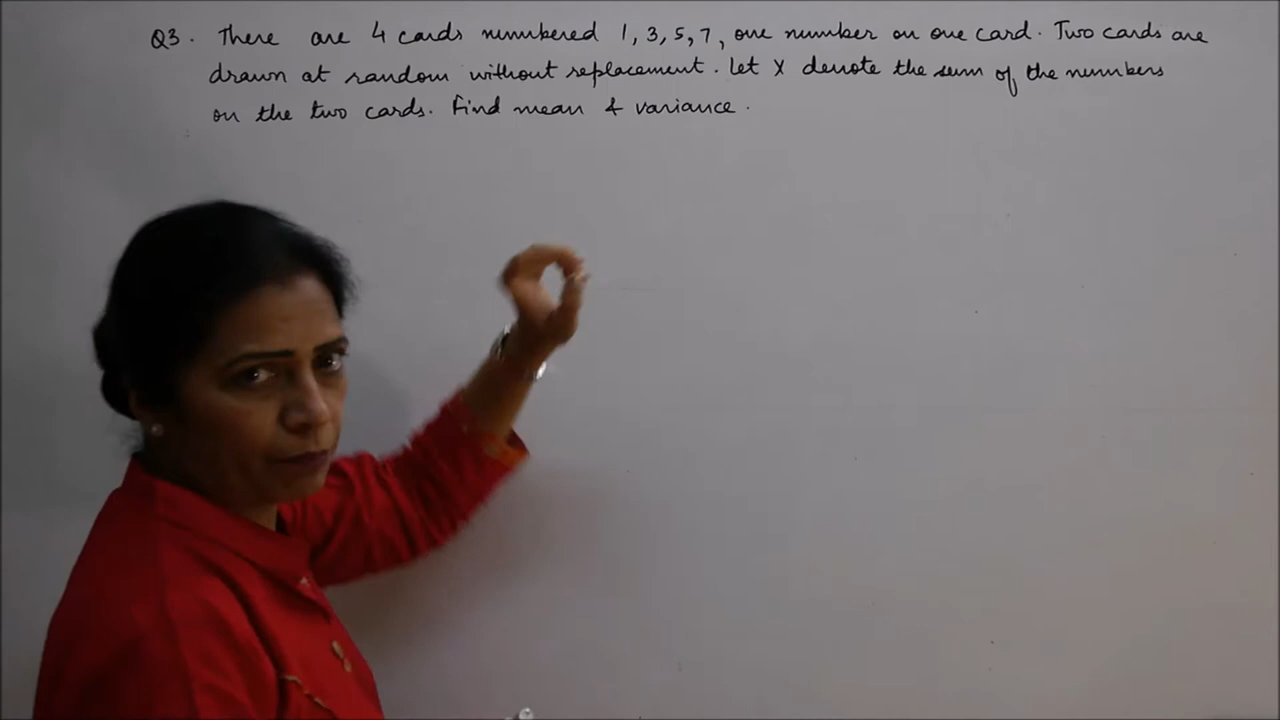 Q3. There are 4 cards numbered 1, 3, 5, 7, one number on one card. Two cards are
drawn at random without replacement. Let X denote the sum of the numbers
on the two cards. Find mean & variance.